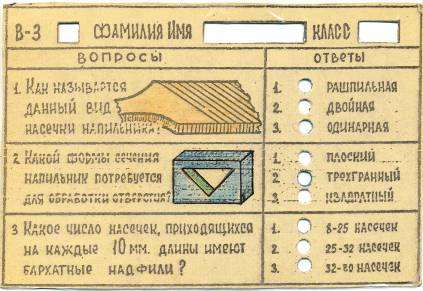 В-3 ФАМИЛИЯ ИМЯ КЛАСС
ВОПРОСЫ
ОТВЕТЫ
1. КАК НАЗЫВАЕТСЯ
ДАННЫЙ ВИД
НАСЕЧКИ НАПИЛЬНИКА?
1. РАШПИЛЬНАЯ
2. ДВОЙНАЯ
3. ОДИНАРНАЯ
2. КАКОЙ ФОРМЫ СЕЧЕНИЯ
НАПИЛЬНИК ПОТРЕБУЕТСЯ
ДЛЯ ОБРАБОТКИ ОТВЕРСТИЯ?
1. ПЛОСКИЙ
2. ТРЕХГРАННЫЙ
3. КВАДРАТНЫЙ
3 КАКОЕ ЧИСЛО НАСЕЧЕК, ПРИХОДЯЩИХСЯ
НА КАЖДЫЕ 10 ММ. ДЛИНЫ ИМЕЮТ
БАРХАТНЫЕ НАДФИЛИ?
1. 8-25 НАСЕЧЕК
2. 25-32 НАСЕЧЕК
3. 32-80 НАСЕЧЕК